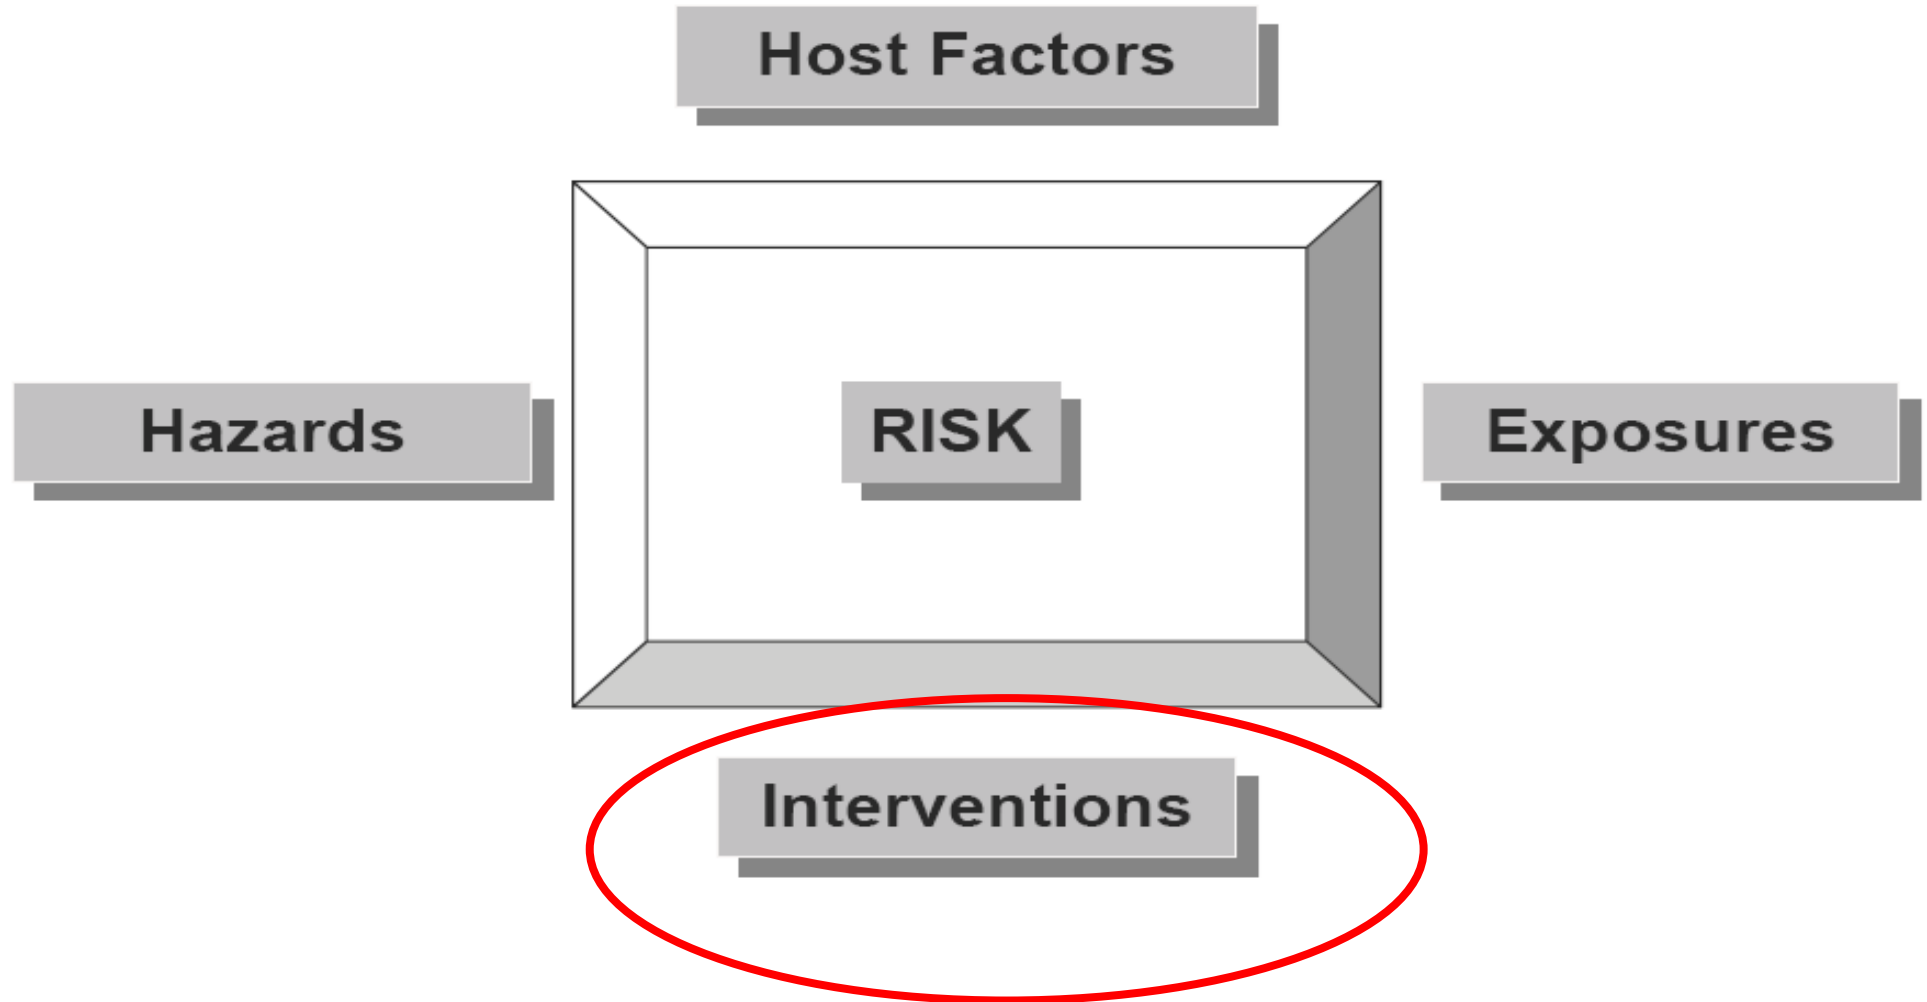 Host Factors
Hazards
RISK
Exposures
Interventions